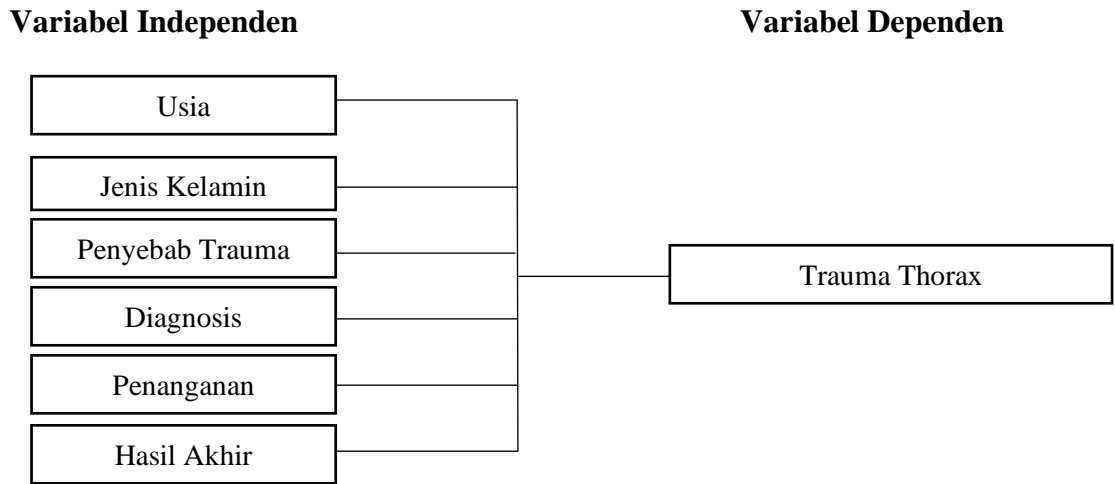 Variabel Independen
Variabel Dependen
Usia
Jenis Kelamin
Penyebab Trauma
Diagnosis
Penanganan
Hasil Akhir
Trauma Thorax